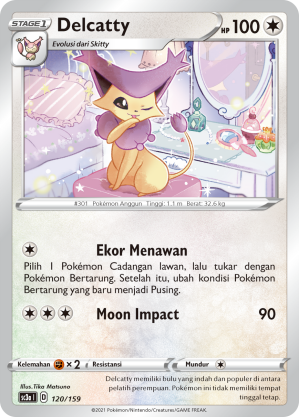 STAGE 1
Delcatty
HP 100
Evolusi dari Skitty
#301 Pokémon Anggun Tinggi: 1,1 m Berat: 32,6 kg
Ekor Menawan
Pilih 1 Pokémon Cadangan lawan, lalu tukar dengan
Pokémon Bertarung. Setelah itu, ubah kondisi Pokémon
Bertarung yang baru menjadi Pusing.
Moon Impact 90
Kelemahan ×2 Resistansi Mundur
Illus. Tika Matsuno
sc3a I D 120/159
Delcatty memiliki bulu yang indah dan populer di antara
pelatih perempuan. Pokémon ini tidak memiliki tempat
tinggal tetap.
©2021 Pokémon/Nintendo/Creatures/GAME FREAK.